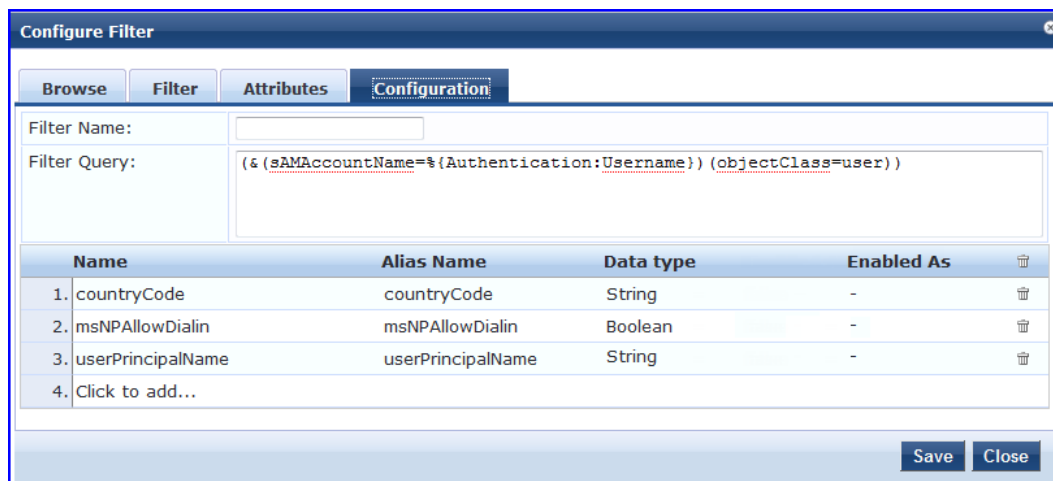 Configure Filter
Browse Filter Attributes Configuration
Filter Name:
Filter Query: (&(sAMAccountName=%{Authentication:Username})(objectClass=user))
Name Alias Name Data type Enabled As
1. countryCode countryCode String -
2. msNPAllowDialin msNPAllowDialin Boolean -
3. userPrincipalName userPrincipalName String -
4. Click to add...
Save Close